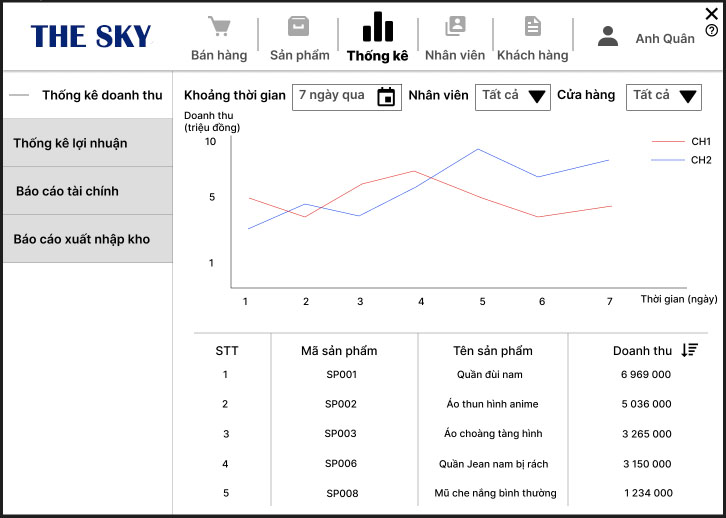 THE SKY
Bán hàng
Sản phẩm
Thống kê
Nhân viên
Khách hàng
Anh Quân
Thống kê doanh thu
Thống kê lợi nhuận
Báo cáo tài chính
Báo cáo xuất nhập kho
Khoảng thời gian 7 ngày qua Nhân viên Tất cả Cửa hàng Tất cả
Doanh thu
(triệu đồng)
10
5
1
CH1
CH2
1 2 3 4 5 6 7 Thời gian (ngày)
STT Mã sản phẩm Tên sản phẩm Doanh thu
1 SP001 Quần đùi nam 6 969 000
2 SP002 Áo thun hình anime 5 036 000
3 SP003 Áo choàng tàng hình 3 265 000
4 SP006 Quần Jean nam bị rách 3 150 000
5 SP008 Mũ che nắng bình thường 1 234 000